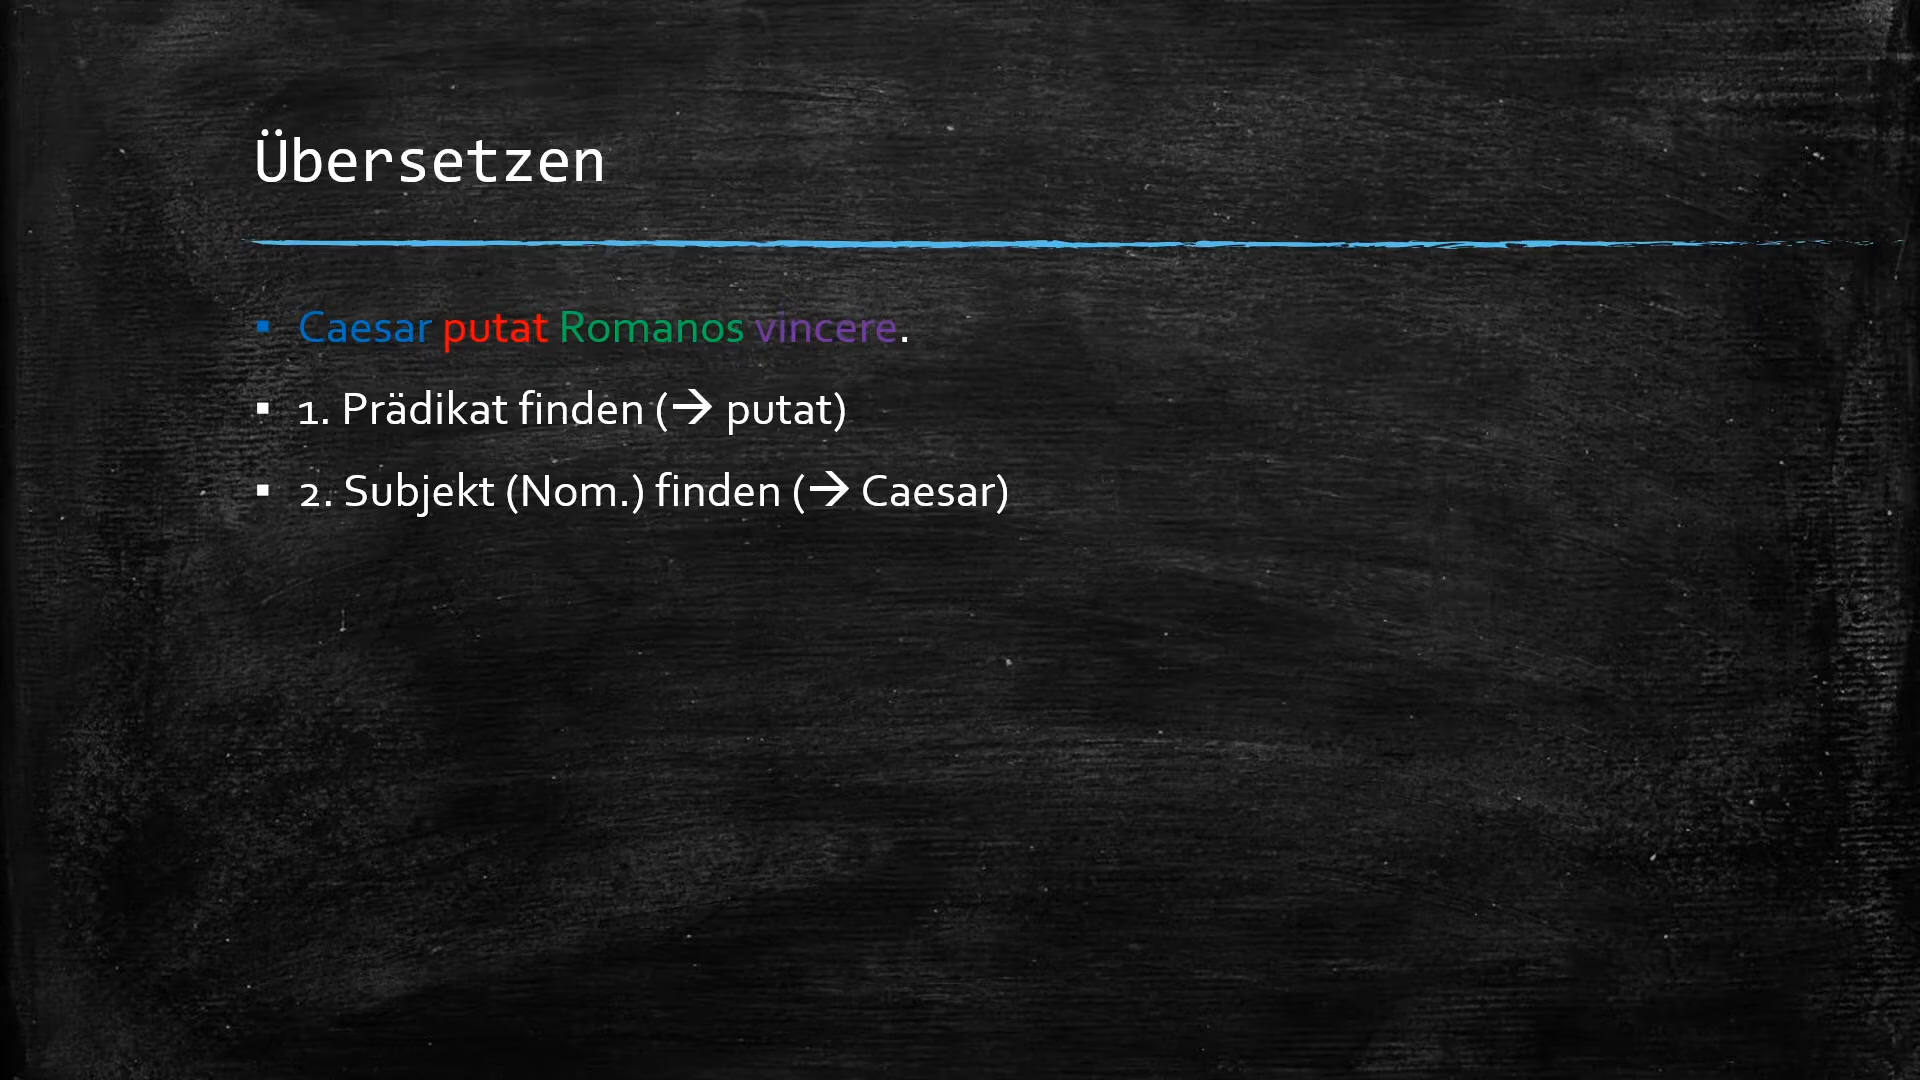 Übersetzen
▪ Caesar putat Romanos vincere.
▪ 1. Prädikat finden (→ putat)
▪ 2. Subjekt (Nom.) finden (→ Caesar)